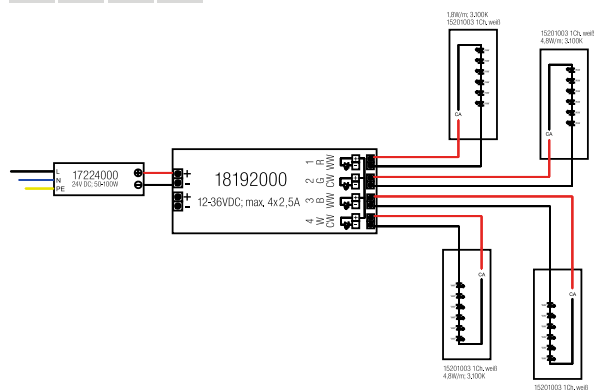 1.8W/m; 3.100K
15201003 1Ch. weiß
15201003 1Ch. weiß
4.8W/m; 3.100K
CA
CA
L
N
PE
17224000
24V DC; 50-100W
+
-
+
-
18192000
12-36VDC; max. 4x2,5A
1 R WW
2 G CW
3 B WW
4 W CW
CA
CA
15201003 1Ch. weiß
4,8W/m; 3.100K
15201003 1Ch. weiß